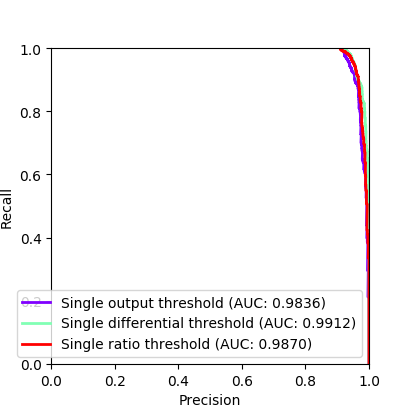 1.0
0.8
0.6
0.4
0.2
0.0
Recall
Single output threshold (AUC: 0.9836)
Single differential threshold (AUC: 0.9912)
Single ratio threshold (AUC: 0.9870)
0.0 0.2 0.4 0.6 0.8 1.0
Precision